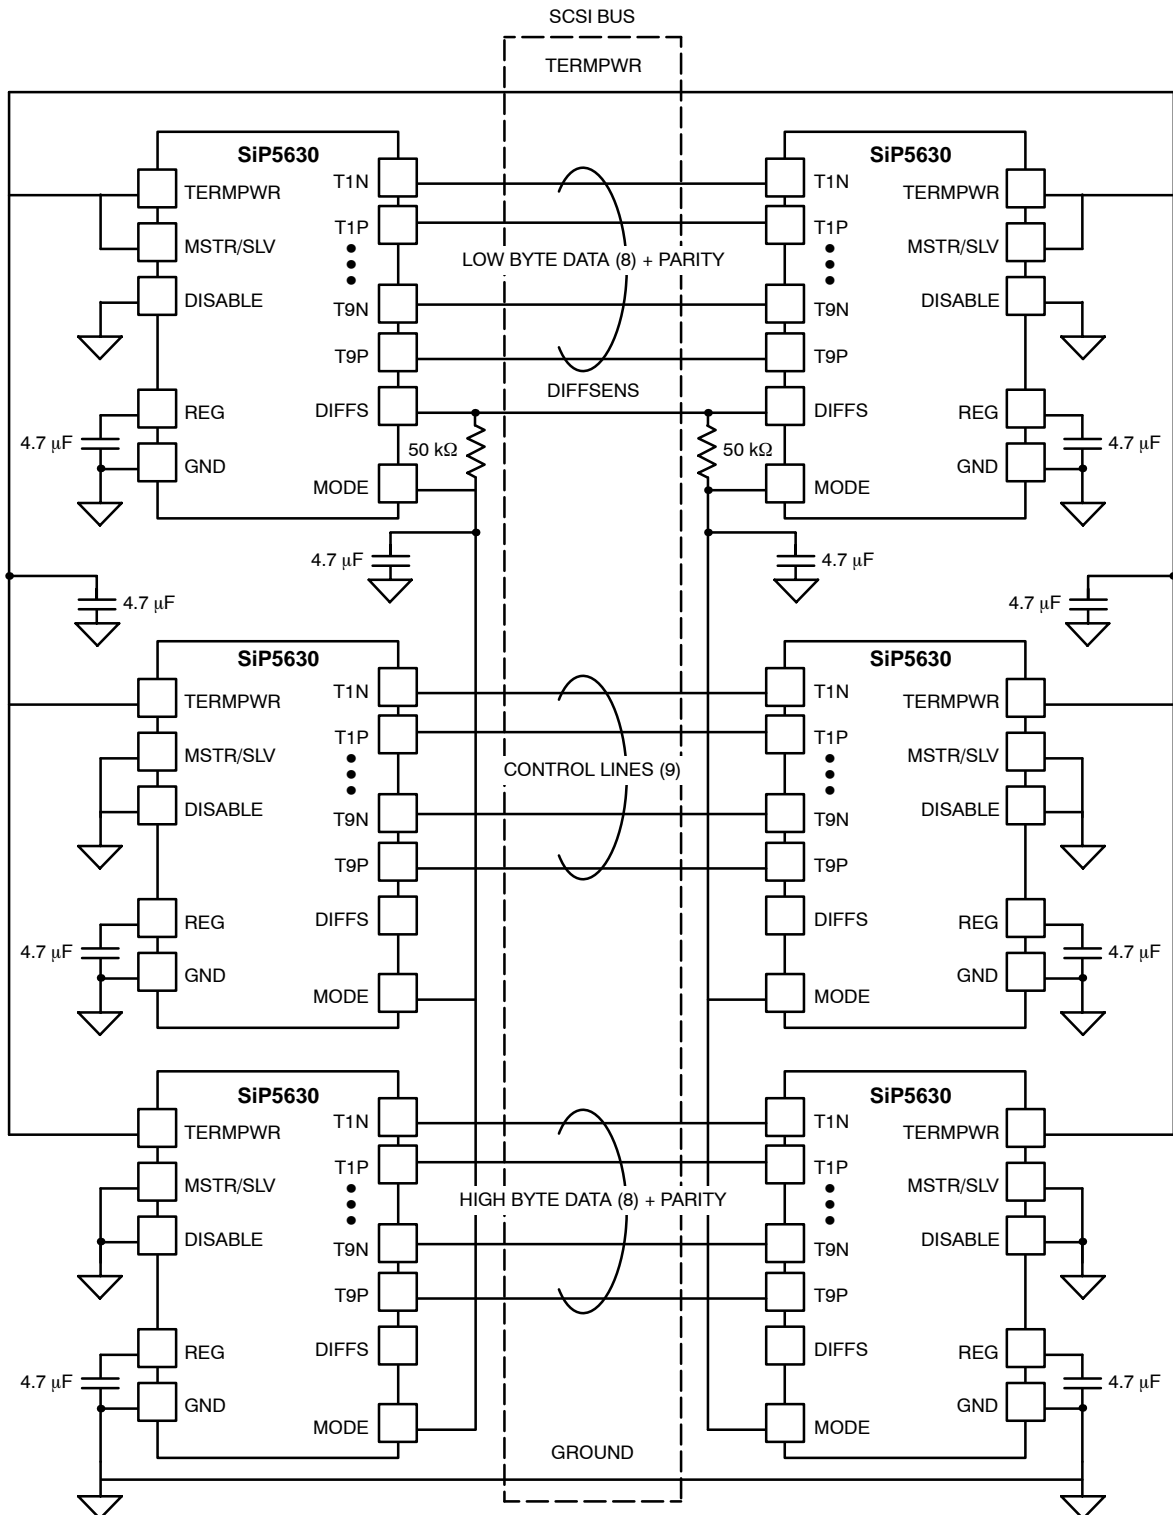 SCSI BUS
TERMPWR
SiP5630
TERMPWR
MSTR/SLV
DISABLE
REG
GND
T1N
T1P
T9N
T9P
DIFFS
MODE
4.7 µF
LOW BYTE DATA (8) + PARITY
DIFFSENS
50 kΩ
50 kΩ
SiP5630
T1N
T1P
T9N
T9P
DIFFS
MODE
TERMPWR
MSTR/SLV
DISABLE
REG
GND
4.7 µF
4.7 µF
4.7 µF
4.7 µF
4.7 µF
SiP5630
TERMPWR
MSTR/SLV
DISABLE
REG
GND
T1N
T1P
T9N
T9P
DIFFS
MODE
4.7 µF
CONTROL LINES (9)
SiP5630
T1N
T1P
T9N
T9P
DIFFS
MODE
TERMPWR
MSTR/SLV
DISABLE
REG
GND
4.7 µF
SiP5630
TERMPWR
MSTR/SLV
DISABLE
REG
GND
T1N
T1P
T9N
T9P
DIFFS
MODE
4.7 µF
HIGH BYTE DATA (8) + PARITY
SiP5630
T1N
T1P
T9N
T9P
DIFFS
MODE
TERMPWR
MSTR/SLV
DISABLE
REG
GND
4.7 µF
GROUND